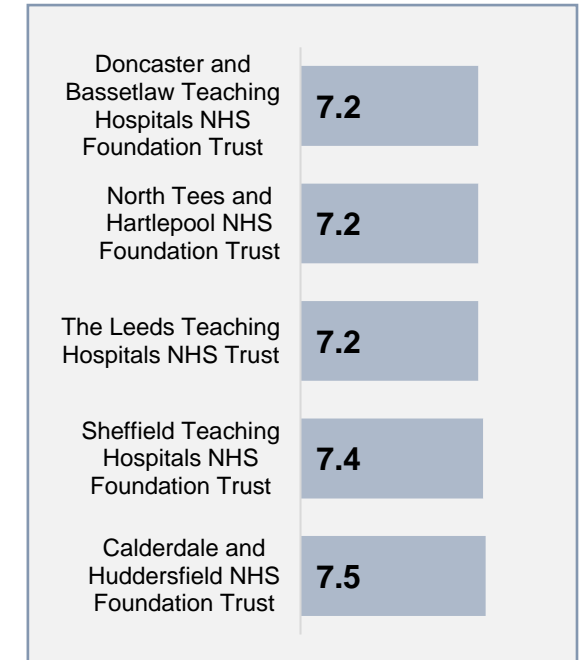 Doncaster and
Bassetlaw Teaching
Hospitals NHS
Foundation Trust
7.2
North Tees and
Hartlepool NHS
Foundation Trust
7.2
The Leeds Teaching
Hospitals NHS Trust
7.2
Sheffield Teaching
Hospitals NHS
Foundation Trust
7.4
Calderdale and
Huddersfield NHS
Foundation Trust
7.5